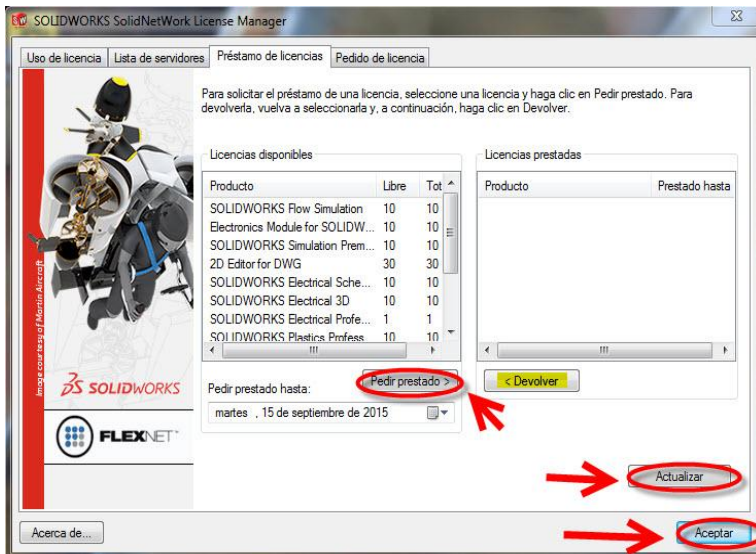 SOLIDWORKS SolidNetWork License Manager
Uso de licencia
Lista de servidores
Préstamo de licencias
Pedido de licencia
Para solicitar el préstamo de una licencia, seleccione una licencia y haga clic en Pedir prestado. Para
devolverla, vuelva a seleccionarla y, a continuación, haga clic en Devolver.
Licencias disponibles
Producto Libre Tot
SOLIDWORKS Flow Simulation 10 10
Electronics Module for SOLIDW... 10 10
SOLIDWORKS Simulation Prem... 10 10
2D Editor for DWG 30 30
SOLIDWORKS Electrical Sche... 10 10
SOLIDWORKS Electrical 3D 10 10
SOLIDWORKS Electrical Profe... 1 1
SOLIDWORKS Plastics Profess 10 10
Pedir prestado hasta:
Pedir prestado >
martes , 15 de septiembre de 2015
Licencias prestadas
Producto Prestado hasta
< Devolver
Actualizar
Image courtesy of Martin Aircraft
SOLIDWORKS
FLEXNET
Acerca de...
Aceptar